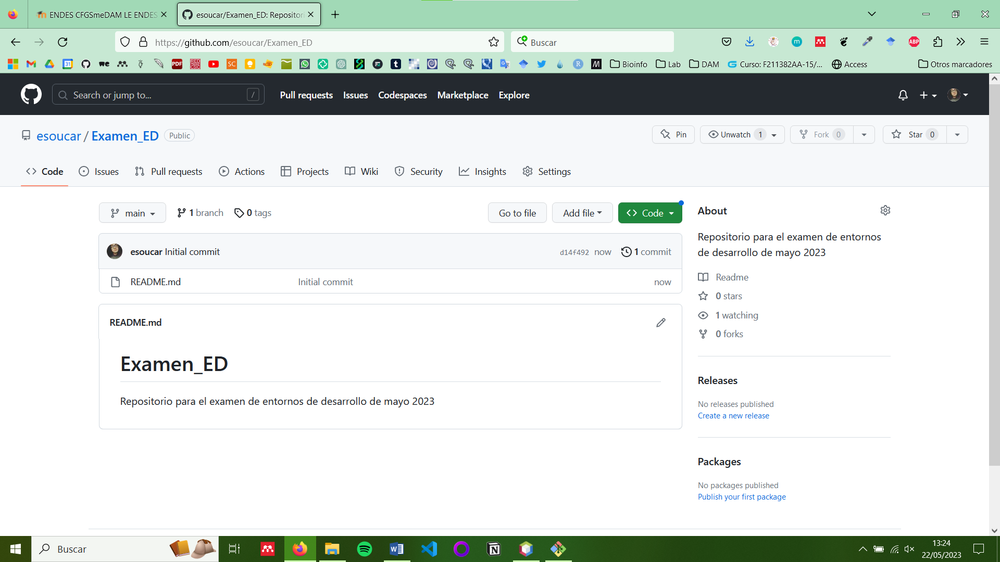 ENDES CFGSmeDAM LE ENDES
esoucar/Examen_ED: Repositori
https://github.com/esoucar/Examen_ED
Buscar
Bioinfo
Lab
DAM
Curso: F211382AA-15/...
Access
Otros marcadores
Search or jump to...
/
Pull requests
Issues
Codespaces
Marketplace
Explore
esoucar / Examen_ED
Public
Pin
Unwatch 1
Fork 0
Star 0
Code
Issues
Pull requests
Actions
Projects
Wiki
Security
Insights
Settings
main
1 branch
0 tags
Go to file
Add file
Code
esoucar Initial commit
d14f492 now
1 commit
README.md
Initial commit
now
README.md
Examen_ED
Repositorio para el examen de entornos de desarrollo de mayo 2023
About
Repositorio para el examen de entornos
de desarrollo de mayo 2023
Readme
0 stars
1 watching
0 forks
Releases
No releases published
Create a new release
Packages
No packages published
Publish your first package
Buscar
13:24
22/05/2023